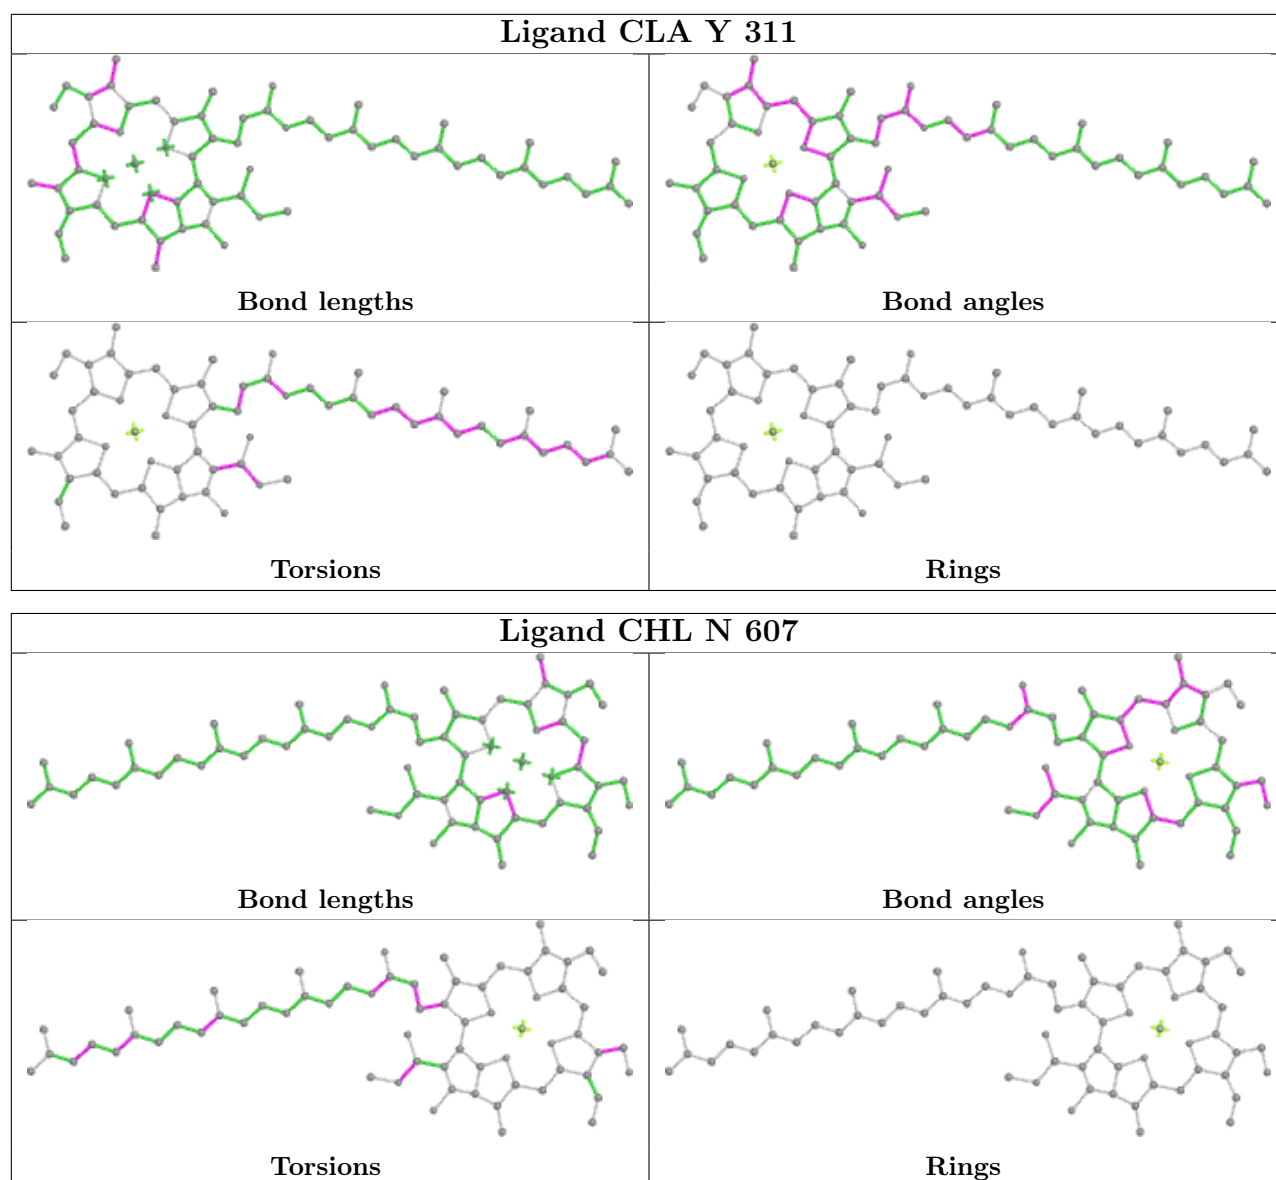 Ligand CLA Y 311
Bond lengths
Bond angles
Torsions
Rings
Ligand CHL N 607
Bond lengths
Bond angles
Torsions
Rings